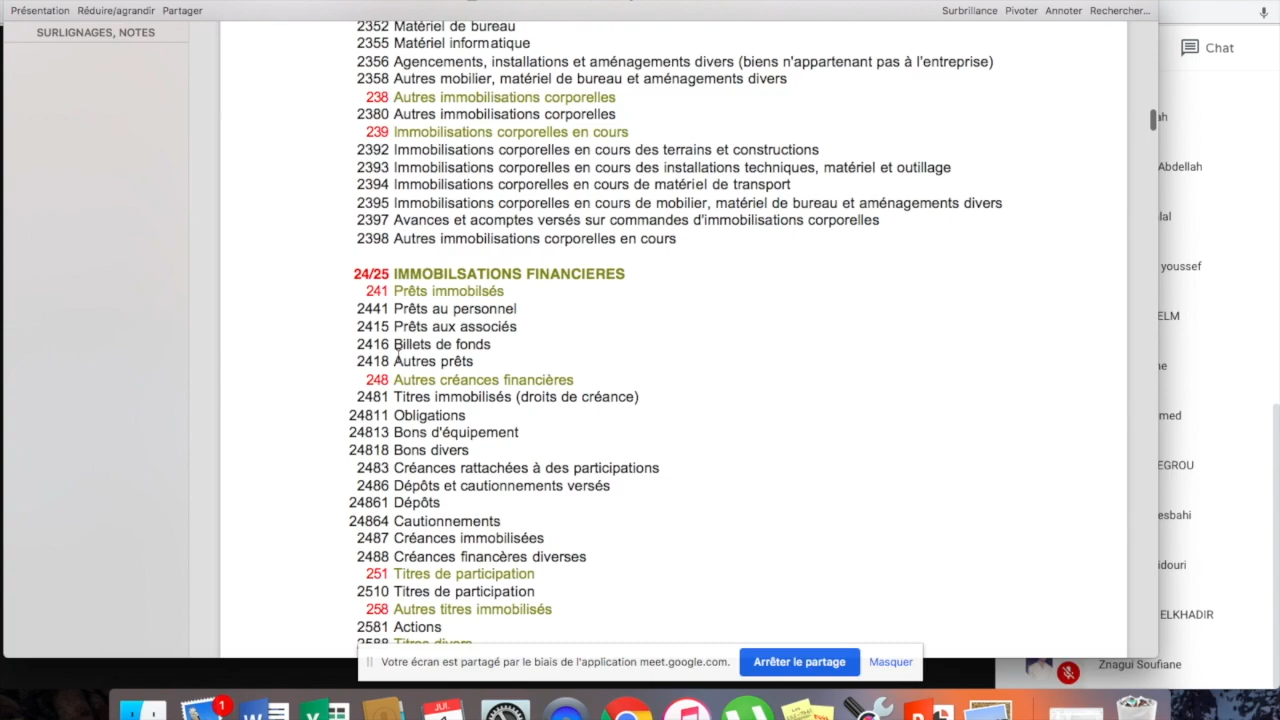 Présentation Réduire/agrandir Partager
Surbrillance Pivoter Annoter Rechercher...
SURLIGNAGES, NOTES
2352 Matériel de bureau
2355 Matériel informatique
2356 Agencements, installations et aménagements divers (biens n'appartenant pas à l'entreprise)
2358 Autres mobilier, matériel de bureau et aménagements divers
238 Autres immobilisations corporelles
2380 Autres immobilisations corporelles
239 Immobilisations corporelles en cours
2392 Immobilisations corporelles en cours des terrains et constructions
2393 Immobilisations corporelles en cours des installations techniques, matériel et outillage
2394 Immobilisations corporelles en cours de matériel de transport
2395 Immobilisations corporelles en cours de mobilier, matériel de bureau et aménagements divers
2397 Avances et acomptes versés sur commandes d'immobilisations corporelles
2398 Autres immobilisations corporelles en cours
24/25 IMMOBILSATIONS FINANCIERES
241 Prêts immobilsés
2441 Prêts au personnel
2415 Prêts aux associés
2416 Billets de fonds
2418 Autres prêts
248 Autres créances financières
2481 Titres immobilisés (droits de créance)
24811 Obligations
24813 Bons d'équipement
24818 Bons divers
2483 Créances rattachées à des participations
2486 Dépôts et cautionnements versés
24861 Dépôts
24864 Cautionnements
2487 Créances immobilisées
2488 Créances financères diverses
251 Titres de participation
2510 Titres de participation
258 Autres titres immobilisés
2581 Actions
2588 Titres divers
Votre écran est partagé par le biais de l'application meet.google.com.
Arrêter le partage
Masquer
Chat
ah
Abdellah
lal
youssef
ELM
ne
med
EGROU
esbahi
idouri
ELKHADIR
Znagui Soufiane
1
JUL